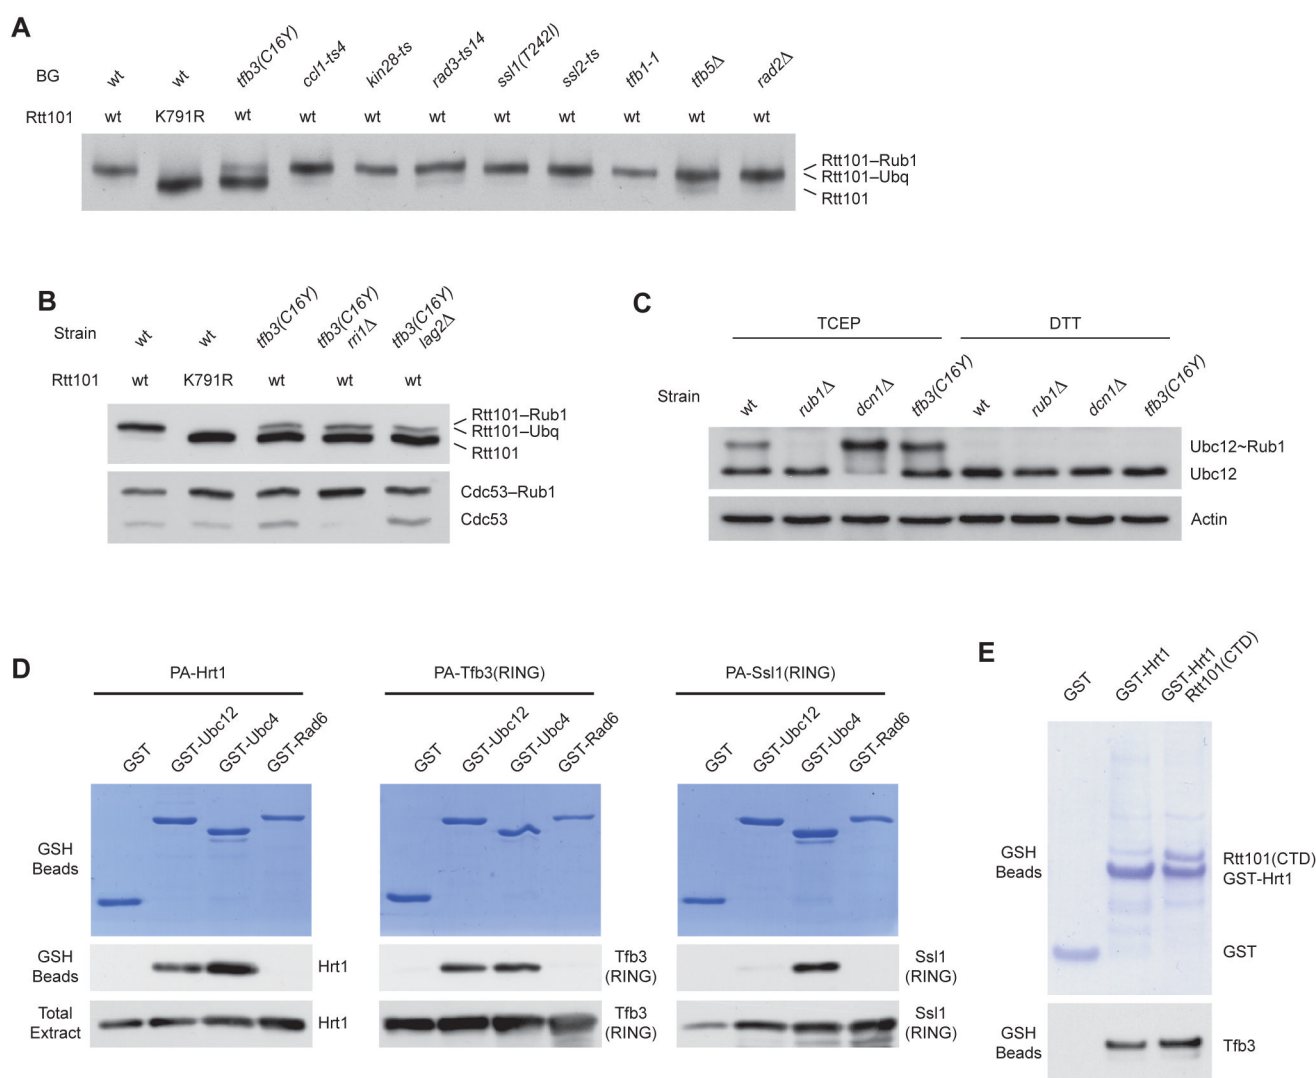 A
BG wt wt tfb3(C16Y) ccl1-ts4 kin28-ts rad3-ts14 ssl1(T242I) ssl2-ts tfb1-1 tfb5Δ rad2Δ
Rtt101 wt K791R wt wt wt wt wt wt wt wt wt
Rtt101–Rub1
Rtt101–Ubq
Rtt101
B
Strain wt wt tfb3(C16Y) tfb3(C16Y) rri1Δ tfb3(C16Y) lag2Δ
Rtt101 wt K791R wt wt wt
Rtt101–Rub1
Rtt101–Ubq
Rtt101
Cdc53–Rub1
Cdc53
C
TCEP DTT
Strain wt rub1Δ dcn1Δ tfb3(C16Y) wt rub1Δ dcn1Δ tfb3(C16Y)
Ubc12~Rub1
Ubc12
Actin
D
PA-Hrt1 PA-Tfb3(RING) PA-Ssl1(RING)
GST GST-Ubc12 GST-Ubc4 GST-Rad6 GST GST-Ubc12 GST-Ubc4 GST-Rad6 GST GST-Ubc12 GST-Ubc4 GST-Rad6
GSH
Beads
GSH
Beads
Hrt1
Tfb3
(RING)
Ssl1
(RING)
Total
Extract
Hrt1
Tfb3
(RING)
Ssl1
(RING)
E
GST GST-Hrt1 GST-Hrt1 Rtt101(CTD)
GSH
Beads
Rtt101(CTD)
GST-Hrt1
GST
GSH
Beads
Tfb3